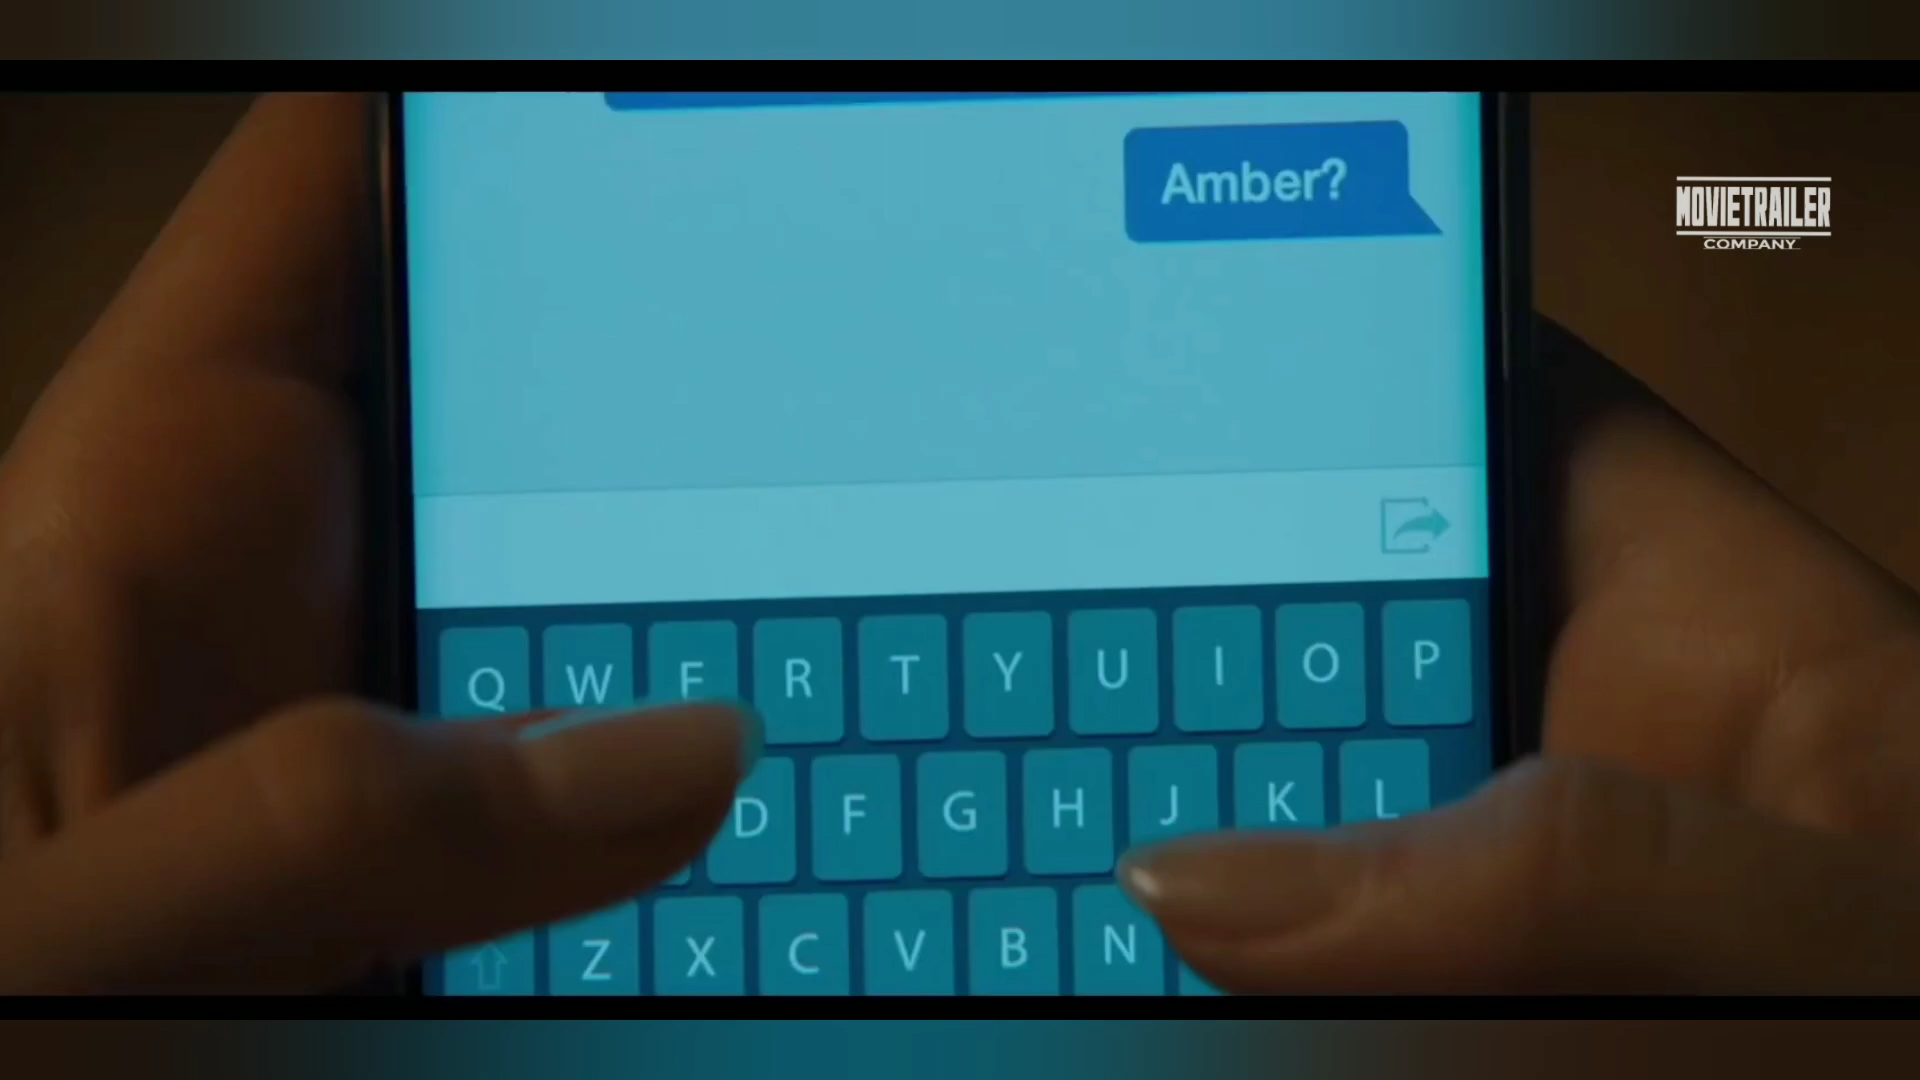 Amber?
MOVIETRAILER
COMPANY
Q W E R T Y U I O P
D F G H J K L
Z X C V B N